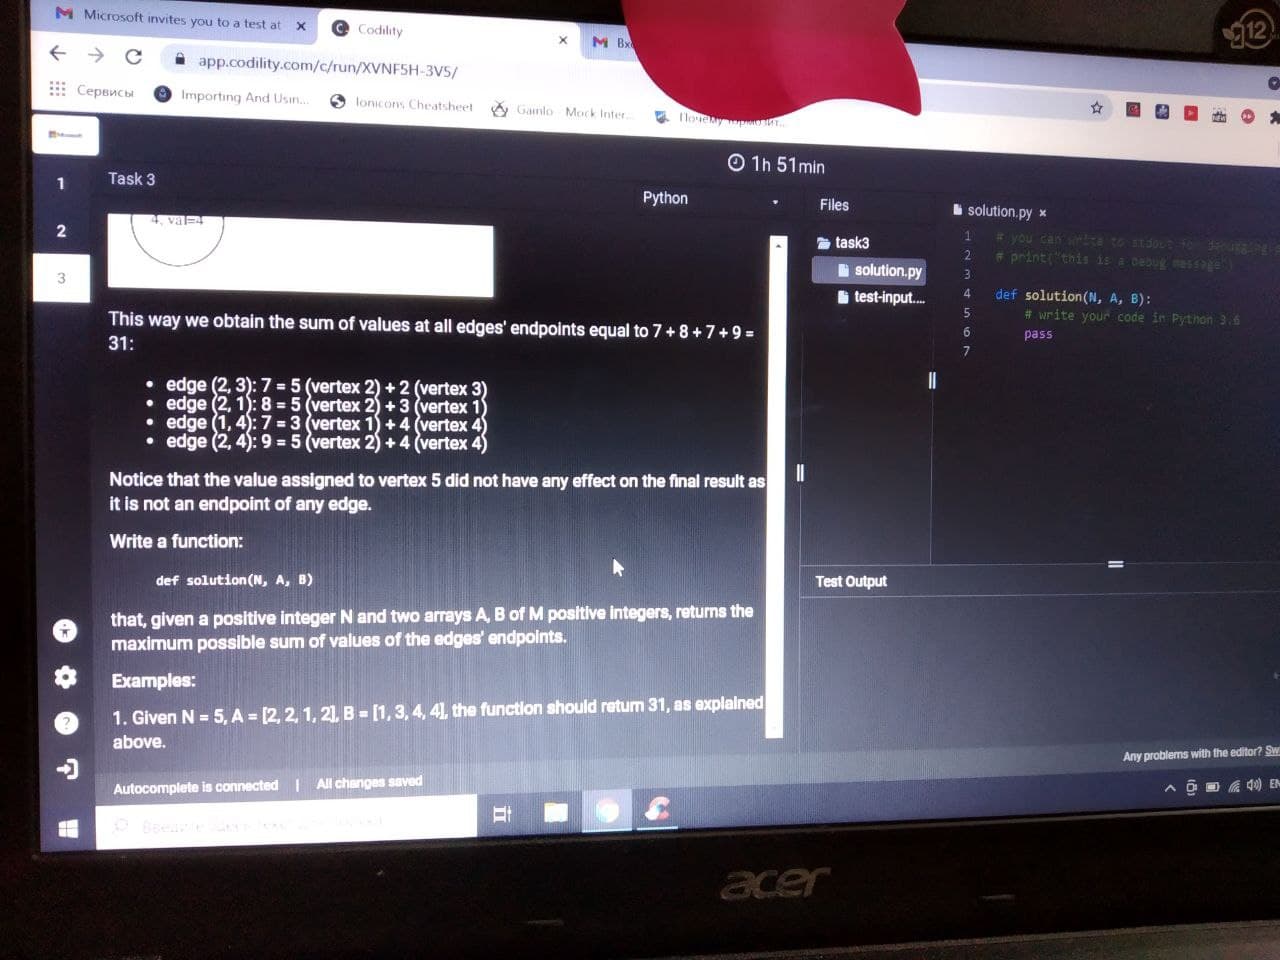 Microsoft invites you to a test at
Codility
app.codility.com/c/run/XVNF5H-3V5/
Сервисы
Importing And Usin...
Ionicons Cheatsheet
Gainlo - Mock Inter...
12
Microsoft
1h 51min
1
2
3
Task 3
Python
4, val=4
This way we obtain the sum of values at all edges' endpoints equal to 7 + 8 + 7 + 9 =
31:
• edge (2, 3): 7 = 5 (vertex 2) + 2 (vertex 3)
• edge (2, 1): 8 = 5 (vertex 2) + 3 (vertex 1)
• edge (1, 4): 7 = 3 (vertex 1) + 4 (vertex 4)
• edge (2, 4): 9 = 5 (vertex 2) + 4 (vertex 4)
Notice that the value assigned to vertex 5 did not have any effect on the final result as
it is not an endpoint of any edge.
Write a function:
def solution(N, A, B)
that, given a positive integer N and two arrays A, B of M positive integers, returns the
maximum possible sum of values of the edges' endpoints.
Examples:
1. Given N = 5, A = [2, 2, 1, 2], B = [1, 3, 4, 4], the function should return 31, as explained
above.
Files
task3
solution.py
test-input....
solution.py
1 # you can write to stdout for debugging
2 # print("this is a debug message")
3
4 def solution(N, A, B):
5 # write your code in Python 3.6
6 pass
7
Test Output
Any problems with the editor? Sw
Autocomplete is connected | All changes saved
EN
acer